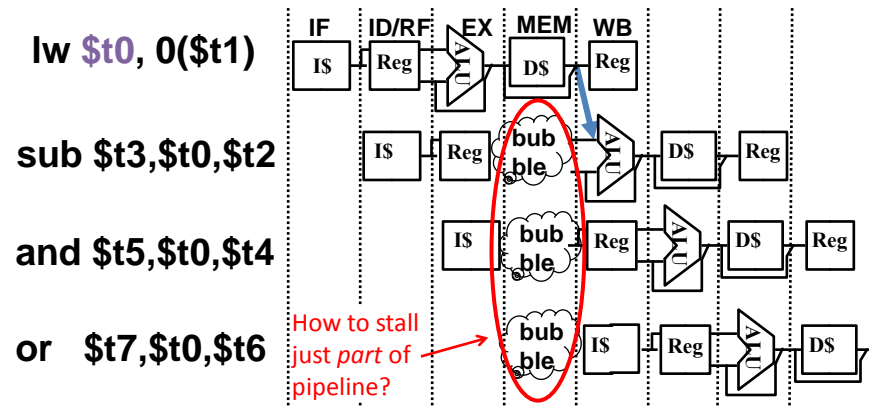 IF ID/RF EX MEM WB
lw $t0, 0($t1)
I$ Reg ALU D$ Reg
sub $t3,$t0,$t2
I$ Reg bub ALU D$ Reg
ble
and $t5,$t0,$t4
I$ bub Reg ALU D$ Reg
ble
or $t7,$t0,$t6
bub I$ Reg ALU D$
ble
How to stall
just part of
pipeline?